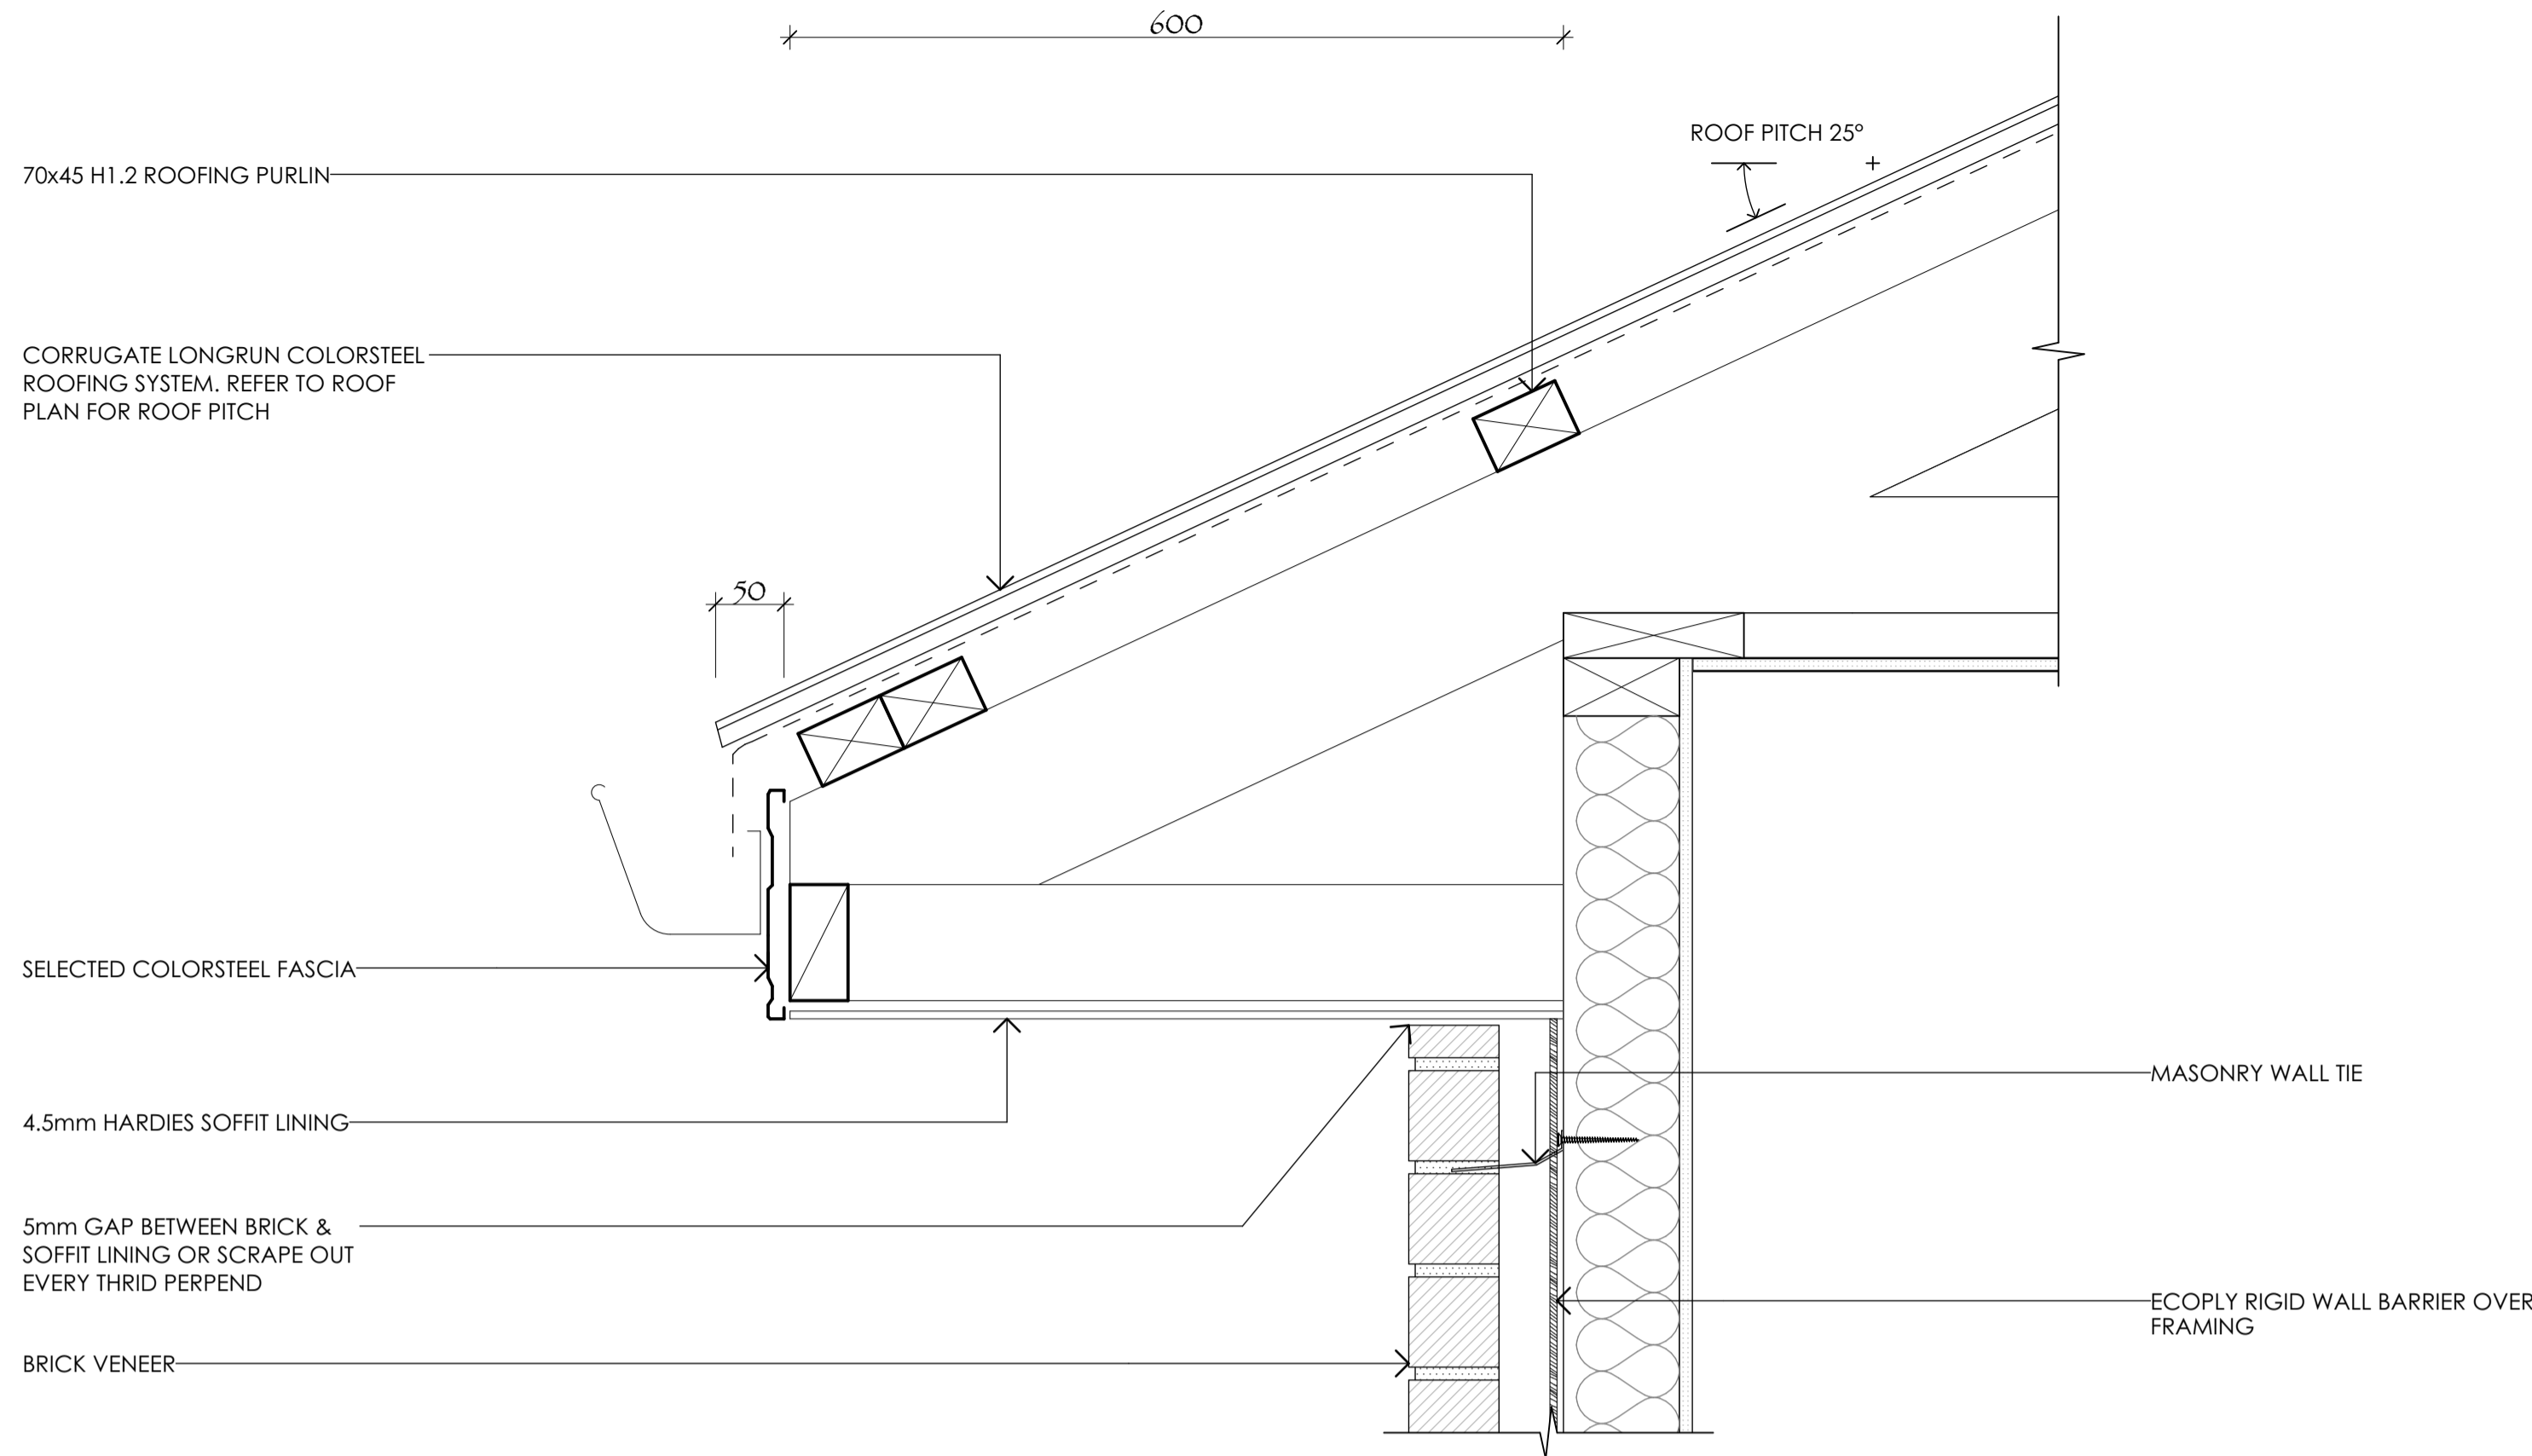 600
ROOF PITCH 25°
70x45 H1.2 ROOFING PURLIN
CORRUGATE LONGRUN COLORSTEEL
ROOFING SYSTEM. REFER TO ROOF
PLAN FOR ROOF PITCH
50
SELECTED COLORSTEEL FASCIA
MASONRY WALL TIE
4.5mm HARDIES SOFFIT LINING
5mm GAP BETWEEN BRICK &
SOFFIT LINING OR SCRAPE OUT
EVERY THRID PERPEND
ECOPLY RIGID WALL BARRIER OVER
FRAMING
BRICK VENEER